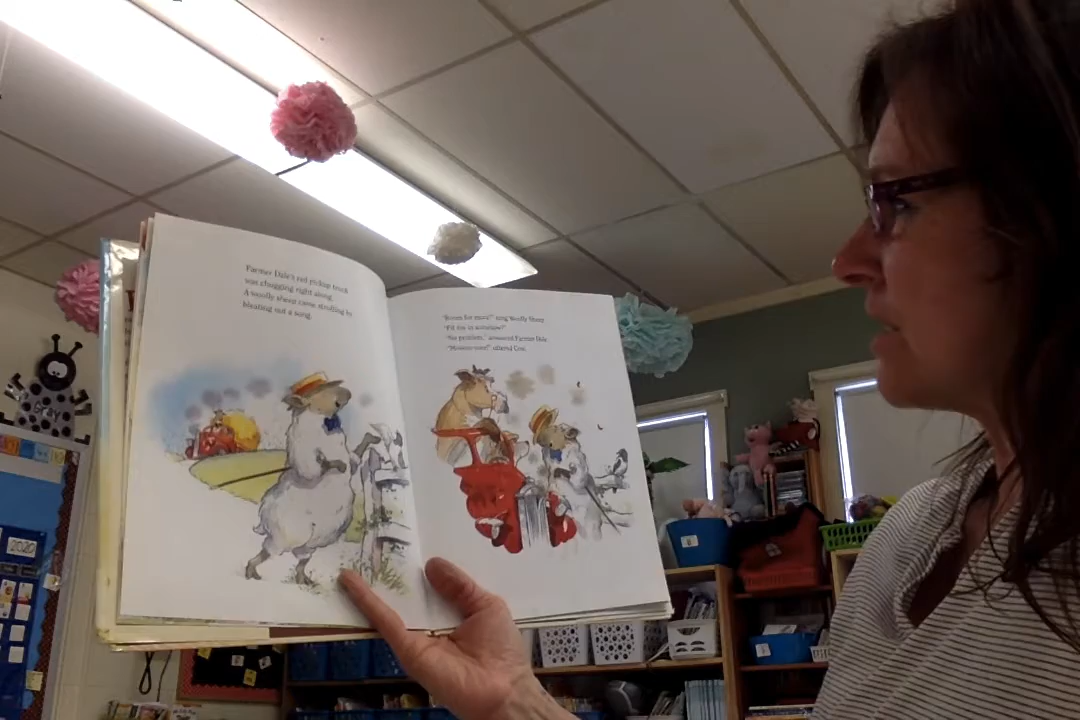 Farmer Dale's red pickup truck
was chugging right along.
A woolly sheep came strolling by
bleating out a song.
"Room for more?" sang Woolly Sheep.
"Fit me in somehow?"
"No problem," answered Farmer Dale.
"Mooove over!" uttered Cow.
2020